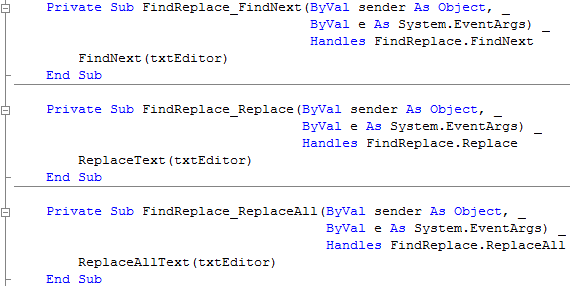 Private Sub FindReplace_FindNext(ByVal sender As Object, _
ByVal e As System.EventArgs) _
Handles FindReplace.FindNext
FindNext(txtEditor)
End Sub
Private Sub FindReplace_Replace(ByVal sender As Object, _
ByVal e As System.EventArgs) _
Handles FindReplace.Replace
ReplaceText(txtEditor)
End Sub
Private Sub FindReplace_ReplaceAll(ByVal sender As Object, _
ByVal e As System.EventArgs) _
Handles FindReplace.ReplaceAll
ReplaceAllText(txtEditor)
End Sub